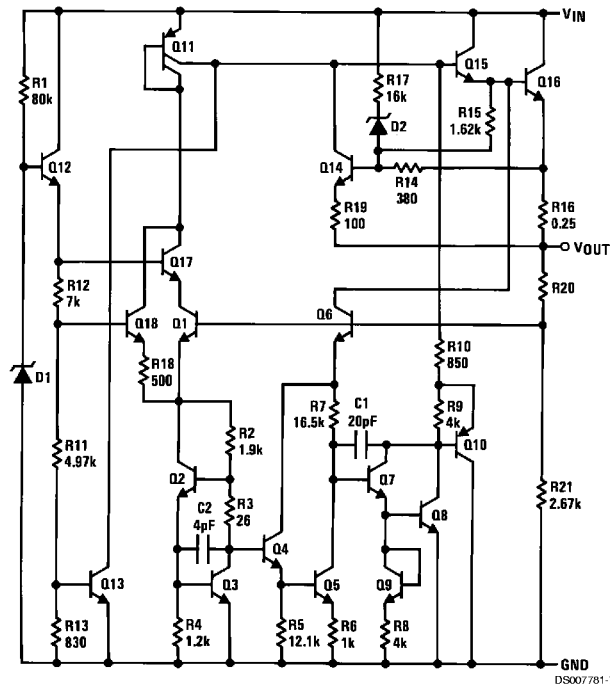 VIN
Q11
Q15
Q16
R1
80k
R17
16k
R15
1.62k
D2
Q12
Q14
R14
380
R19
100
R16
0.25
VOUT
Q17
R12
7k
R20
Q18
Q1
Q6
R10
850
R18
500
D1
R7
16.5k
C1
20pF
R9
4k
Q10
R2
1.9k
R11
4.97k
Q2
Q7
R21
2.67k
C2
4pF
R3
26
Q8
Q4
Q13
Q3
Q5
Q9
R13
830
R4
1.2k
R5
12.1k
R6
1k
R8
4k
GND
DS007781-